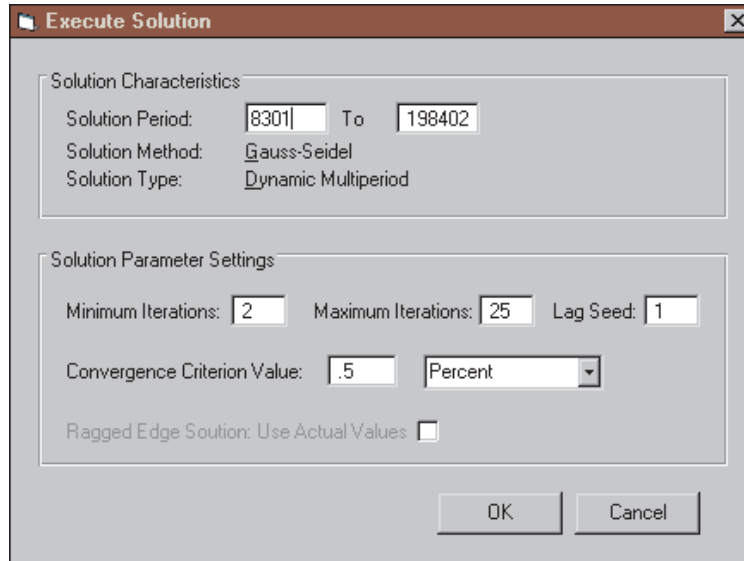 Execute Solution
Solution Characteristics
Solution Period: 8301 To 198402
Solution Method: Gauss-Seidel
Solution Type: Dynamic Multiperiod
Solution Parameter Settings
Minimum Iterations: 2 Maximum Iterations: 25 Lag Seed: 1
Convergence Criterion Value: .5 Percent
Ragged Edge Soution: Use Actual Values
OK Cancel